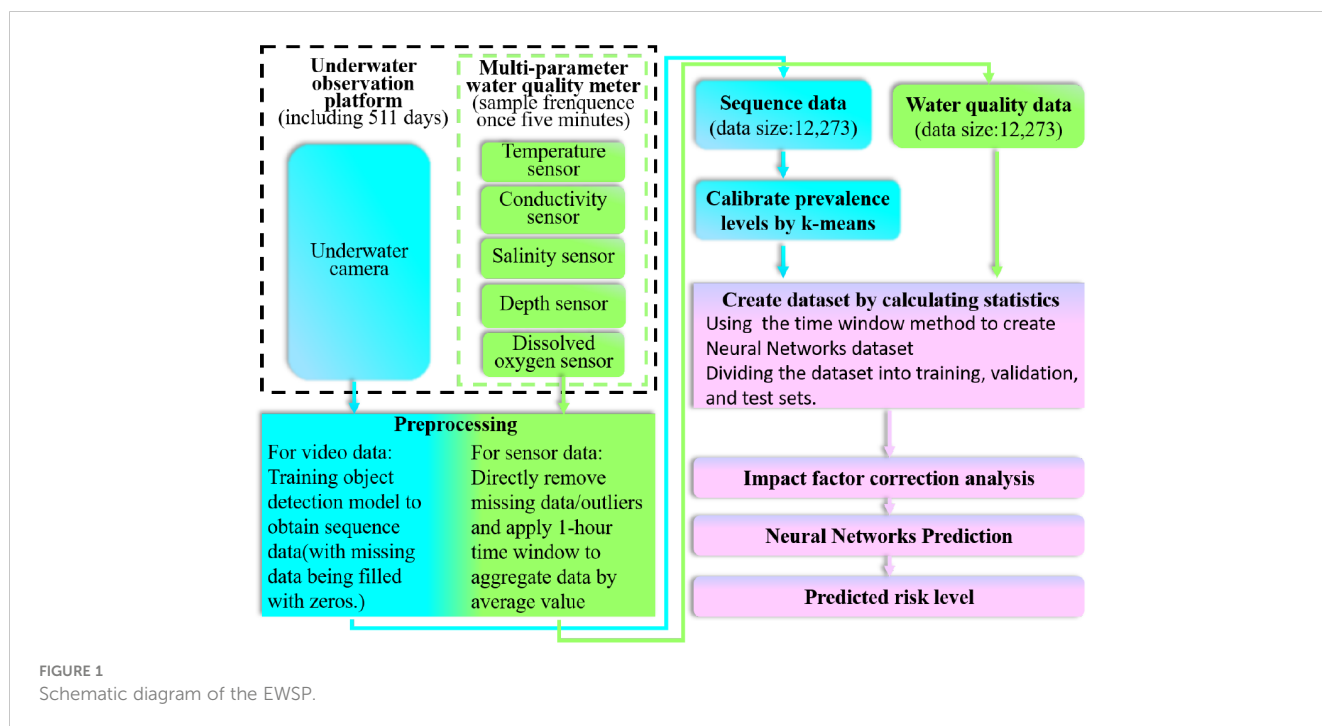 Underwater
observation
platform
(including 511 days)
Underwater
camera
Multi-parameter
water quality meter
(sample frenquence
once five minutes)
Temperature
sensor
Conductivity
sensor
Salinity sensor
Depth sensor
Dissolved
oxygen sensor
Preprocessing
For video data:
Training object
detection model to
obtain sequence
data(with missing
data being filled
with zeros.)
For sensor data:
Directly remove
missing data/outliers
and apply 1-hour
time window to
aggregate data by
average value
Sequence data
(data size:12,273)
Water quality data
(data size:12,273)
Calibrate prevalence
levels by k-means
Create dataset by calculating statistics
Using the time window method to create
Neural Networks dataset
Dividing the dataset into training, validation,
and test sets.
Impact factor correction analysis
Neural Networks Prediction
Predicted risk level
FIGURE 1
Schematic diagram of the EWSP.